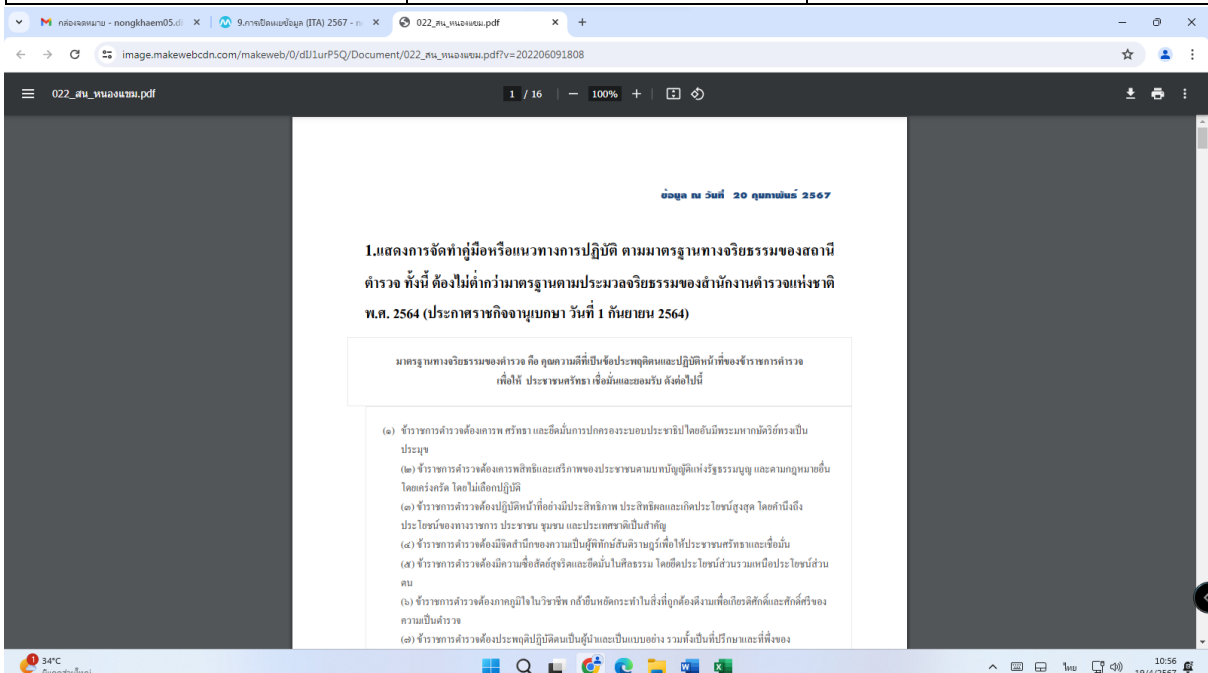 กล่องจดหมาย - nongkhaem05.di
9.การเปิดเผยข้อมูล (ITA) 2567 - ก
022_สน_หนองแขม.pdf
image.makewebcdn.com/makeweb/0/dIJ1urP5Q/Document/022_สน_หนองแขม.pdf?v=202206091808
022_สน_หนองแขม.pdf
1 / 16
100%
ข้อมูล ณ วันที่ 20 กุมภาพันธ์ 2567
1.แสดงการจัดทำคู่มือหรือแนวทางการปฏิบัติ ตามมาตรฐานทางจริยธรรมของสถานี
ตำรวจ ทั้งนี้ ต้องไม่ต่ำกว่ามาตรฐานตามประมวลจริยธรรมของสำนักงานตำรวจแห่งชาติ
พ.ศ. 2564 (ประกาศราชกิจจานุเบกษา วันที่ 1 กันยายน 2564)
มาตรฐานทางจริยธรรมของตำรวจ คือ คุณความดีที่เป็นข้อประพฤติตนและปฏิบัติหน้าที่ของข้าราชการตำรวจ
เพื่อให้ ประชาชนศรัทธา เชื่อมั่นและยอมรับ ดังต่อไปนี้
(๑) ข้าราชการตำรวจต้องเคารพ ศรัทธา และยึดมั่นการปกครองระบอบประชาธิปไตยอันมีพระมหากษัตริย์ทรงเป็น
ประมุข
(๒) ข้าราชการตำรวจต้องเคารพสิทธิและเสรีภาพของประชาชนตามบทบัญญัติแห่งรัฐธรรมนูญ และตามกฎหมายอื่น
โดยเคร่งครัด โดยไม่เลือกปฏิบัติ
(๓) ข้าราชการตำรวจต้องปฏิบัติหน้าที่อย่างมีประสิทธิภาพ ประสิทธิผลและเกิดประโยชน์สูงสุด โดยคำนึงถึง
ประโยชน์ของทางราชการ ประชาชน ชุมชน และประเทศชาติเป็นสำคัญ
(๔) ข้าราชการตำรวจต้องมีจิตสำนึกของความเป็นผู้พิทักษ์สันติราษฎร์เพื่อให้ประชาชนศรัทธาและเชื่อมั่น
(๕) ข้าราชการตำรวจต้องมีความซื่อสัตย์สุจริตและยึดมั่นในศีลธรรม โดยยึดประโยชน์ส่วนรวมเหนือประโยชน์ส่วน
ตน
(๖) ข้าราชการตำรวจต้องภาคภูมิใจในวิชาชีพ กล้ายืนหยัดกระทำในสิ่งที่ถูกต้องดีงามเพื่อเกียรติศักดิ์และศักดิ์ศรีของ
ความเป็นตำรวจ
(๗) ข้าราชการตำรวจต้องประพฤติปฏิบัติตนเป็นผู้นำและเป็นแบบอย่าง รวมทั้งเป็นที่ปรึกษาและที่พึ่งของ
1
34°C
ไทย
10:56
19/4/2567